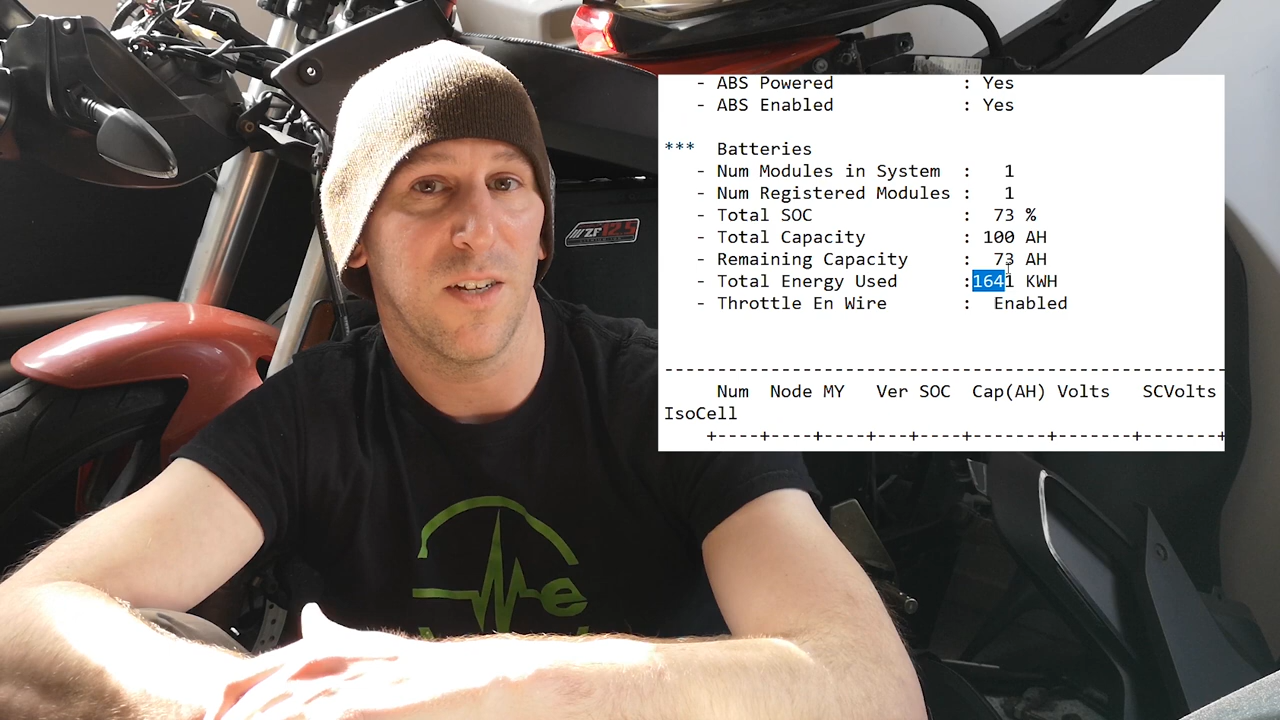 - ABS Powered : Yes
- ABS Enabled : Yes
*** Batteries
- Num Modules in System : 1
- Num Registered Modules : 1
- Total SOC : 73 %
- Total Capacity : 100 AH
- Remaining Capacity : 73 AH
- Total Energy Used :1641 KWH
- Throttle En Wire : Enabled
--------------------------------------------------------
Num Node MY Ver SOC Cap(AH) Volts SCVolts
IsoCell
+----+----+----+---+----+-------+-------+-------+
ZF12.5
e